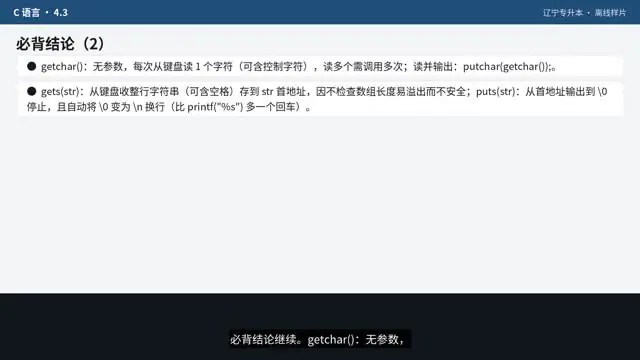 C 语言 · 4.3
辽宁专升本 · 离线样片
必背结论（2）
● getchar()：无参数，每次从键盘读 1 个字符（可含控制字符），读多个需调用多次；读并输出：putchar(getchar());。
● gets(str)：从键盘收整行字符串（可含空格）存到 str 首地址，因不检查数组长度易溢出而不安全；puts(str)：从首地址输出到 \0
停止，且自动将 \0 变为 \n 换行（比 printf("%s") 多一个回车）。
必背结论继续。getchar()：无参数，